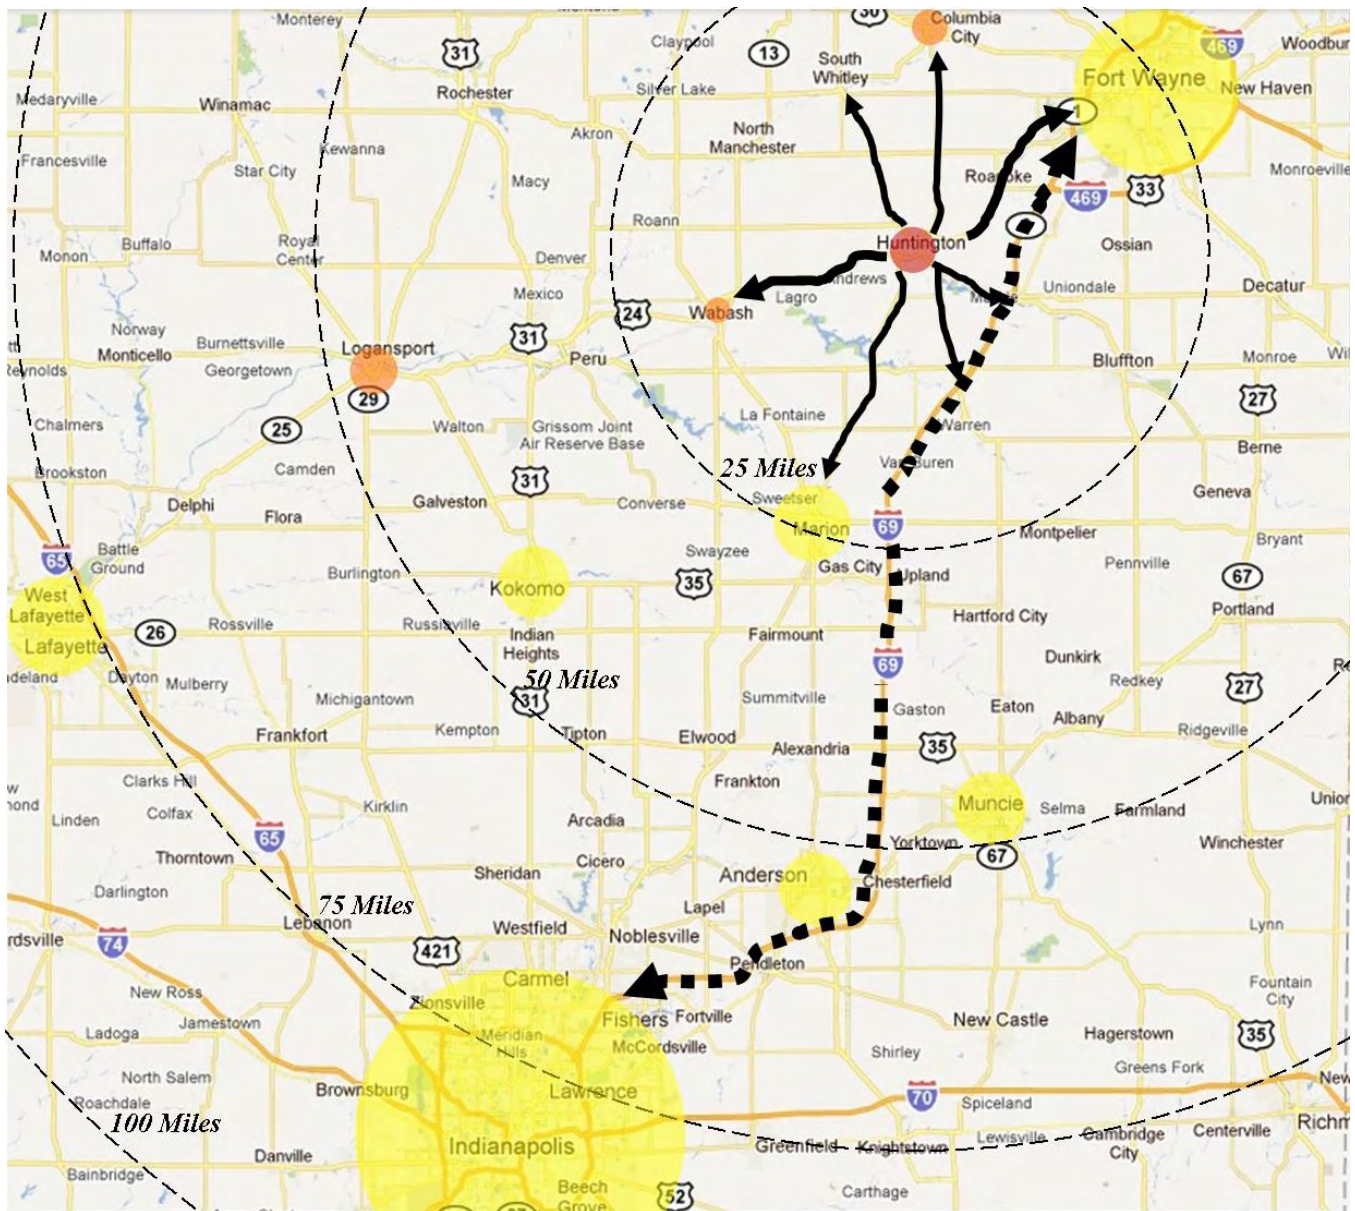 Monterey
31
Claypool
13
30
Columbia
City
469
Woodbur
South
Whitley
Fort Wayne
Medaryville
Winamac
Rochester
Silver Lake
New Haven
1
Akron
North
Manchester
Francesville
Kewanna
Star City
Macy
Roanoke
Monroeville
469
33
Roann
Buffalo
Royal
Center
Huntington
Ossian
Monon
Denver
Andrews
Mexico
Lagro
Uniondale
Decatur
24
Wabash
Norway
31
Burnettsville
Logansport
Monticello
Peru
Bluffton
Monroe
Reynolds
Georgetown
29
27
Chalmers
25
Walton
Grissom Joint
Air Reserve Base
La Fontaine
Warren
Berne
Brookston
Camden
31
25 Miles
Van Buren
Geneva
Delphi
Galveston
Converse
Sweetser
Flora
Marion
69
Montpelier
Bryant
65
Battle
Ground
Swayzee
Gas City
Upland
Pennville
Burlington
Kokomo
35
67
West
Lafayette
Hartford City
Portland
26
Rossville
Russiaville
Indian
Heights
Fairmount
Lafayette
69
Dunkirk
Dayton
Mulberry
50 Miles
Redkey
27
Michigantown
31
Summitville
Gaston
Eaton
Albany
Frankfort
Kempton
Tipton
Elwood
Alexandria
35
Ridgeville
Clarks Hill
Frankton
Muncie
Selma
Farmland
Union
Linden
Colfax
Kirklin
Arcadia
65
Yorktown
67
Winchester
Thorntown
Sheridan
Cicero
Anderson
Chesterfield
Darlington
75 Miles
Lapel
Lebanon
Westfield
Noblesville
Lynn
rdsville
74
421
Pendleton
New Ross
Carmel
Fountain
City
Zionsville
Fishers
Fortville
New Castle
Hagerstown
35
Ladoga
Jamestown
Meridian
Hills
McCordsville
Shirley
Greens Fork
North Salem
Brownsburg
Lawrence
70
Spiceland
New
Roachdale
100 Miles
Indianapolis
Greenfield
Knightstown
Lewisville
Cambridge
City
Centerville
Richm
Danville
Bainbridge
Beech
Grove
52
Carthage